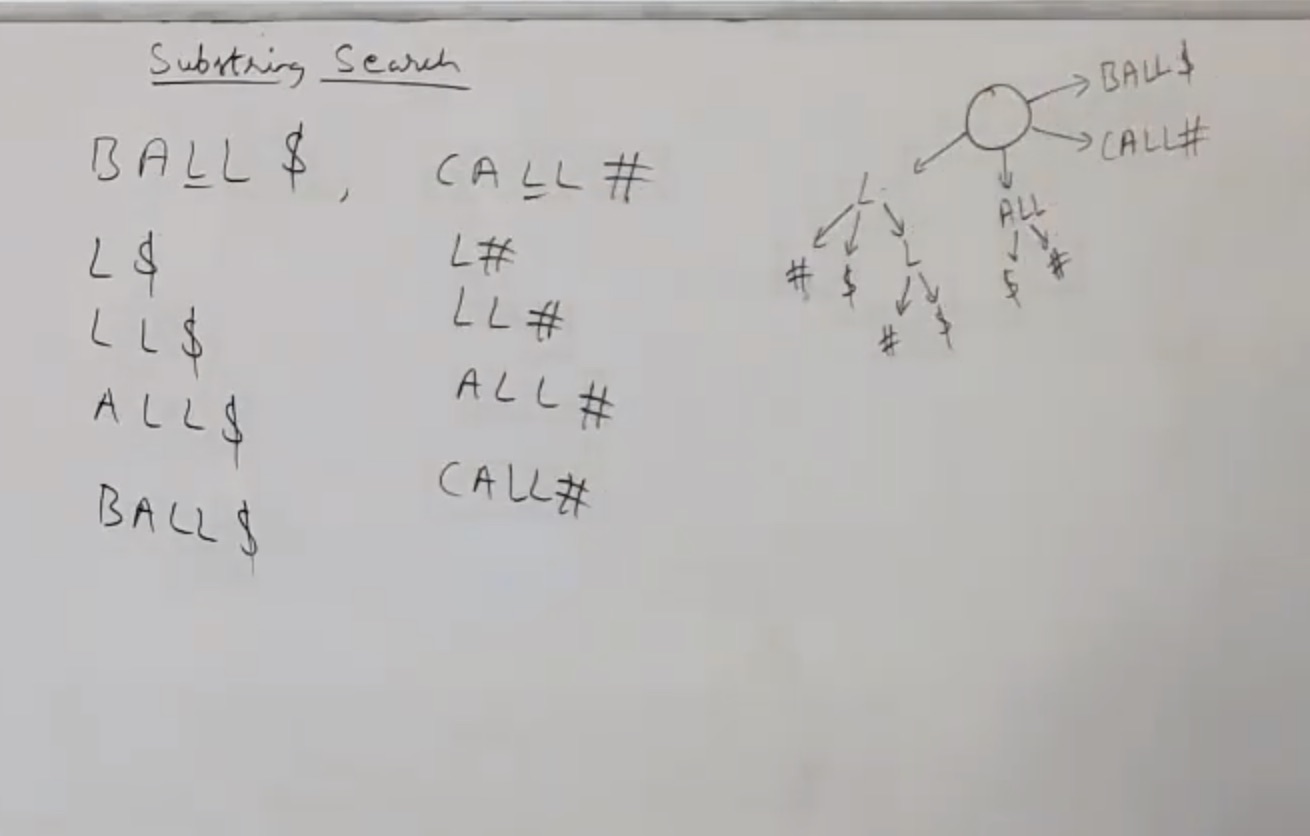 Substring Search
BALL$, CALL#
L$ L#
LL$ LL#
ALL$ ALL#
BALL$ CALL#
BALL$
CALL#
L ALL
# $ L $ #
# $